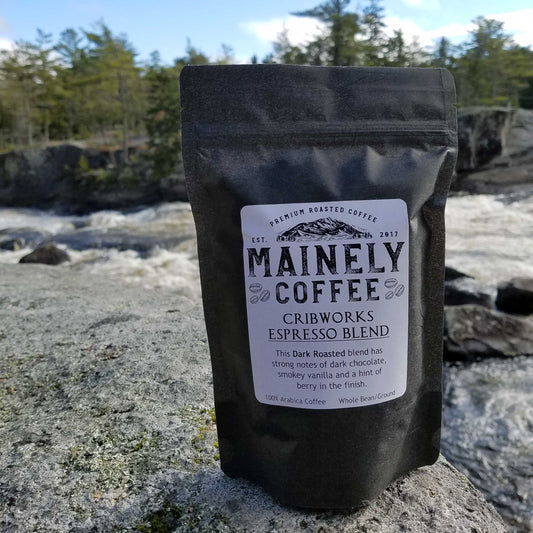 PREMIUM ROASTED COFFEE
EST. 2017
MAINELY
COFFEE
CRIBWORKS
ESPRESSO BLEND
This Dark Roasted blend has
strong notes of dark chocolate,
smokey vanilla and a hint of
berry in the finish.
100% Arabica Coffee Whole Bean/Ground